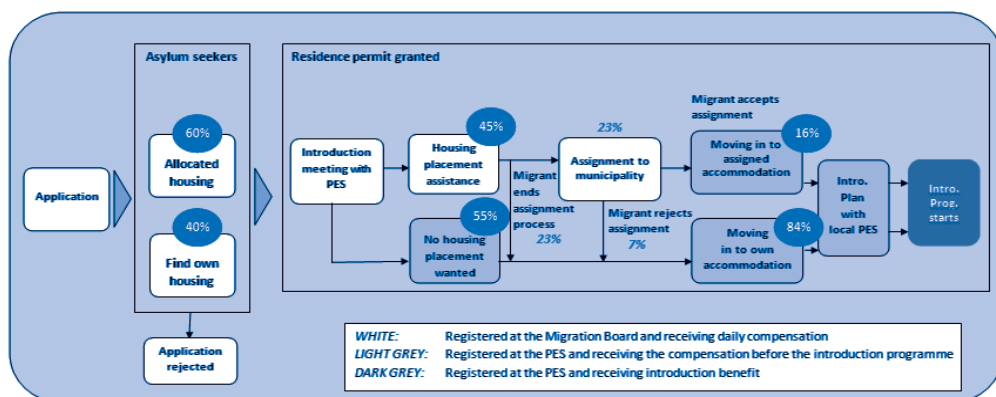 Asylum seekers
Residence permit granted
Application
60%
Allocated
housing
40%
Find own
housing
Application
rejected
Introduction
meeting with
PES
45%
Housing
placement
assistance
55%
No housing
placement
wanted
Migrant
ends
assignment
process
23%
23%
Assignment to
municipality
Migrant rejects
assignment
7%
Migrant accepts
assignment
16%
Moving in to
assigned
accommodation
84%
Moving
in to own
accommodation
Intro.
Plan
with
local PES
Intro.
Prog.
starts
WHITE: Registered at the Migration Board and receiving daily compensation
LIGHT GREY: Registered at the PES and receiving the compensation before the introduction programme
DARK GREY: Registered at the PES and receiving introduction benefit